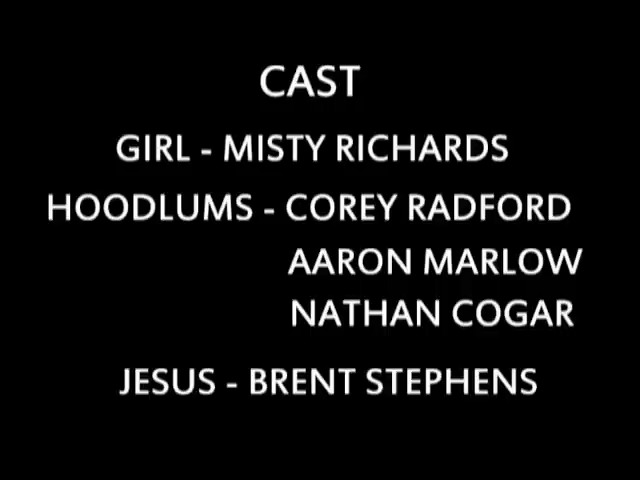 CAST
GIRL - MISTY RICHARDS
HOODLUMS - COREY RADFORD
AARON MARLOW
NATHAN COGAR
JESUS - BRENT STEPHENS